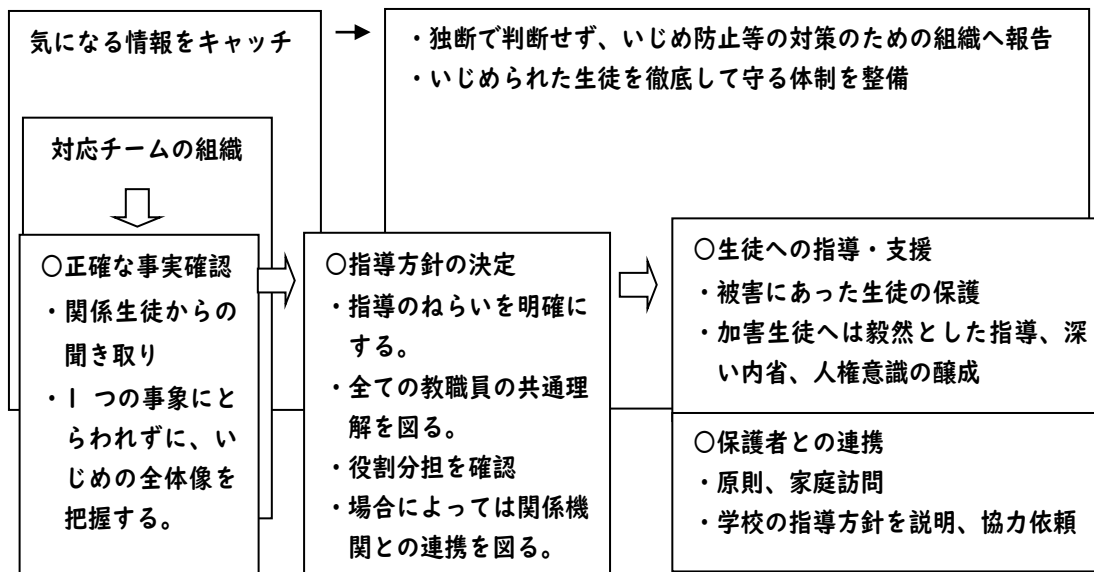 気になる情報をキャッチ
・独断で判断せず、いじめ防止等の対策のための組織へ報告
・いじめられた生徒を徹底して守る体制を整備
対応チームの組織
○正確な事実確認
・関係生徒からの
聞き取り
・1 つの事象にと
らわれずに、い
じめの全体像を
把握する。
○指導方針の決定
・指導のねらいを明確に
する。
・全ての教職員の共通理
解を図る。
・役割分担を確認
・場合によっては関係機
関との連携を図る。
○生徒への指導・支援
・被害にあった生徒の保護
・加害生徒へは毅然とした指導、深
い内省、人権意識の醸成
○保護者との連携
・原則、家庭訪問
・学校の指導方針を説明、協力依頼